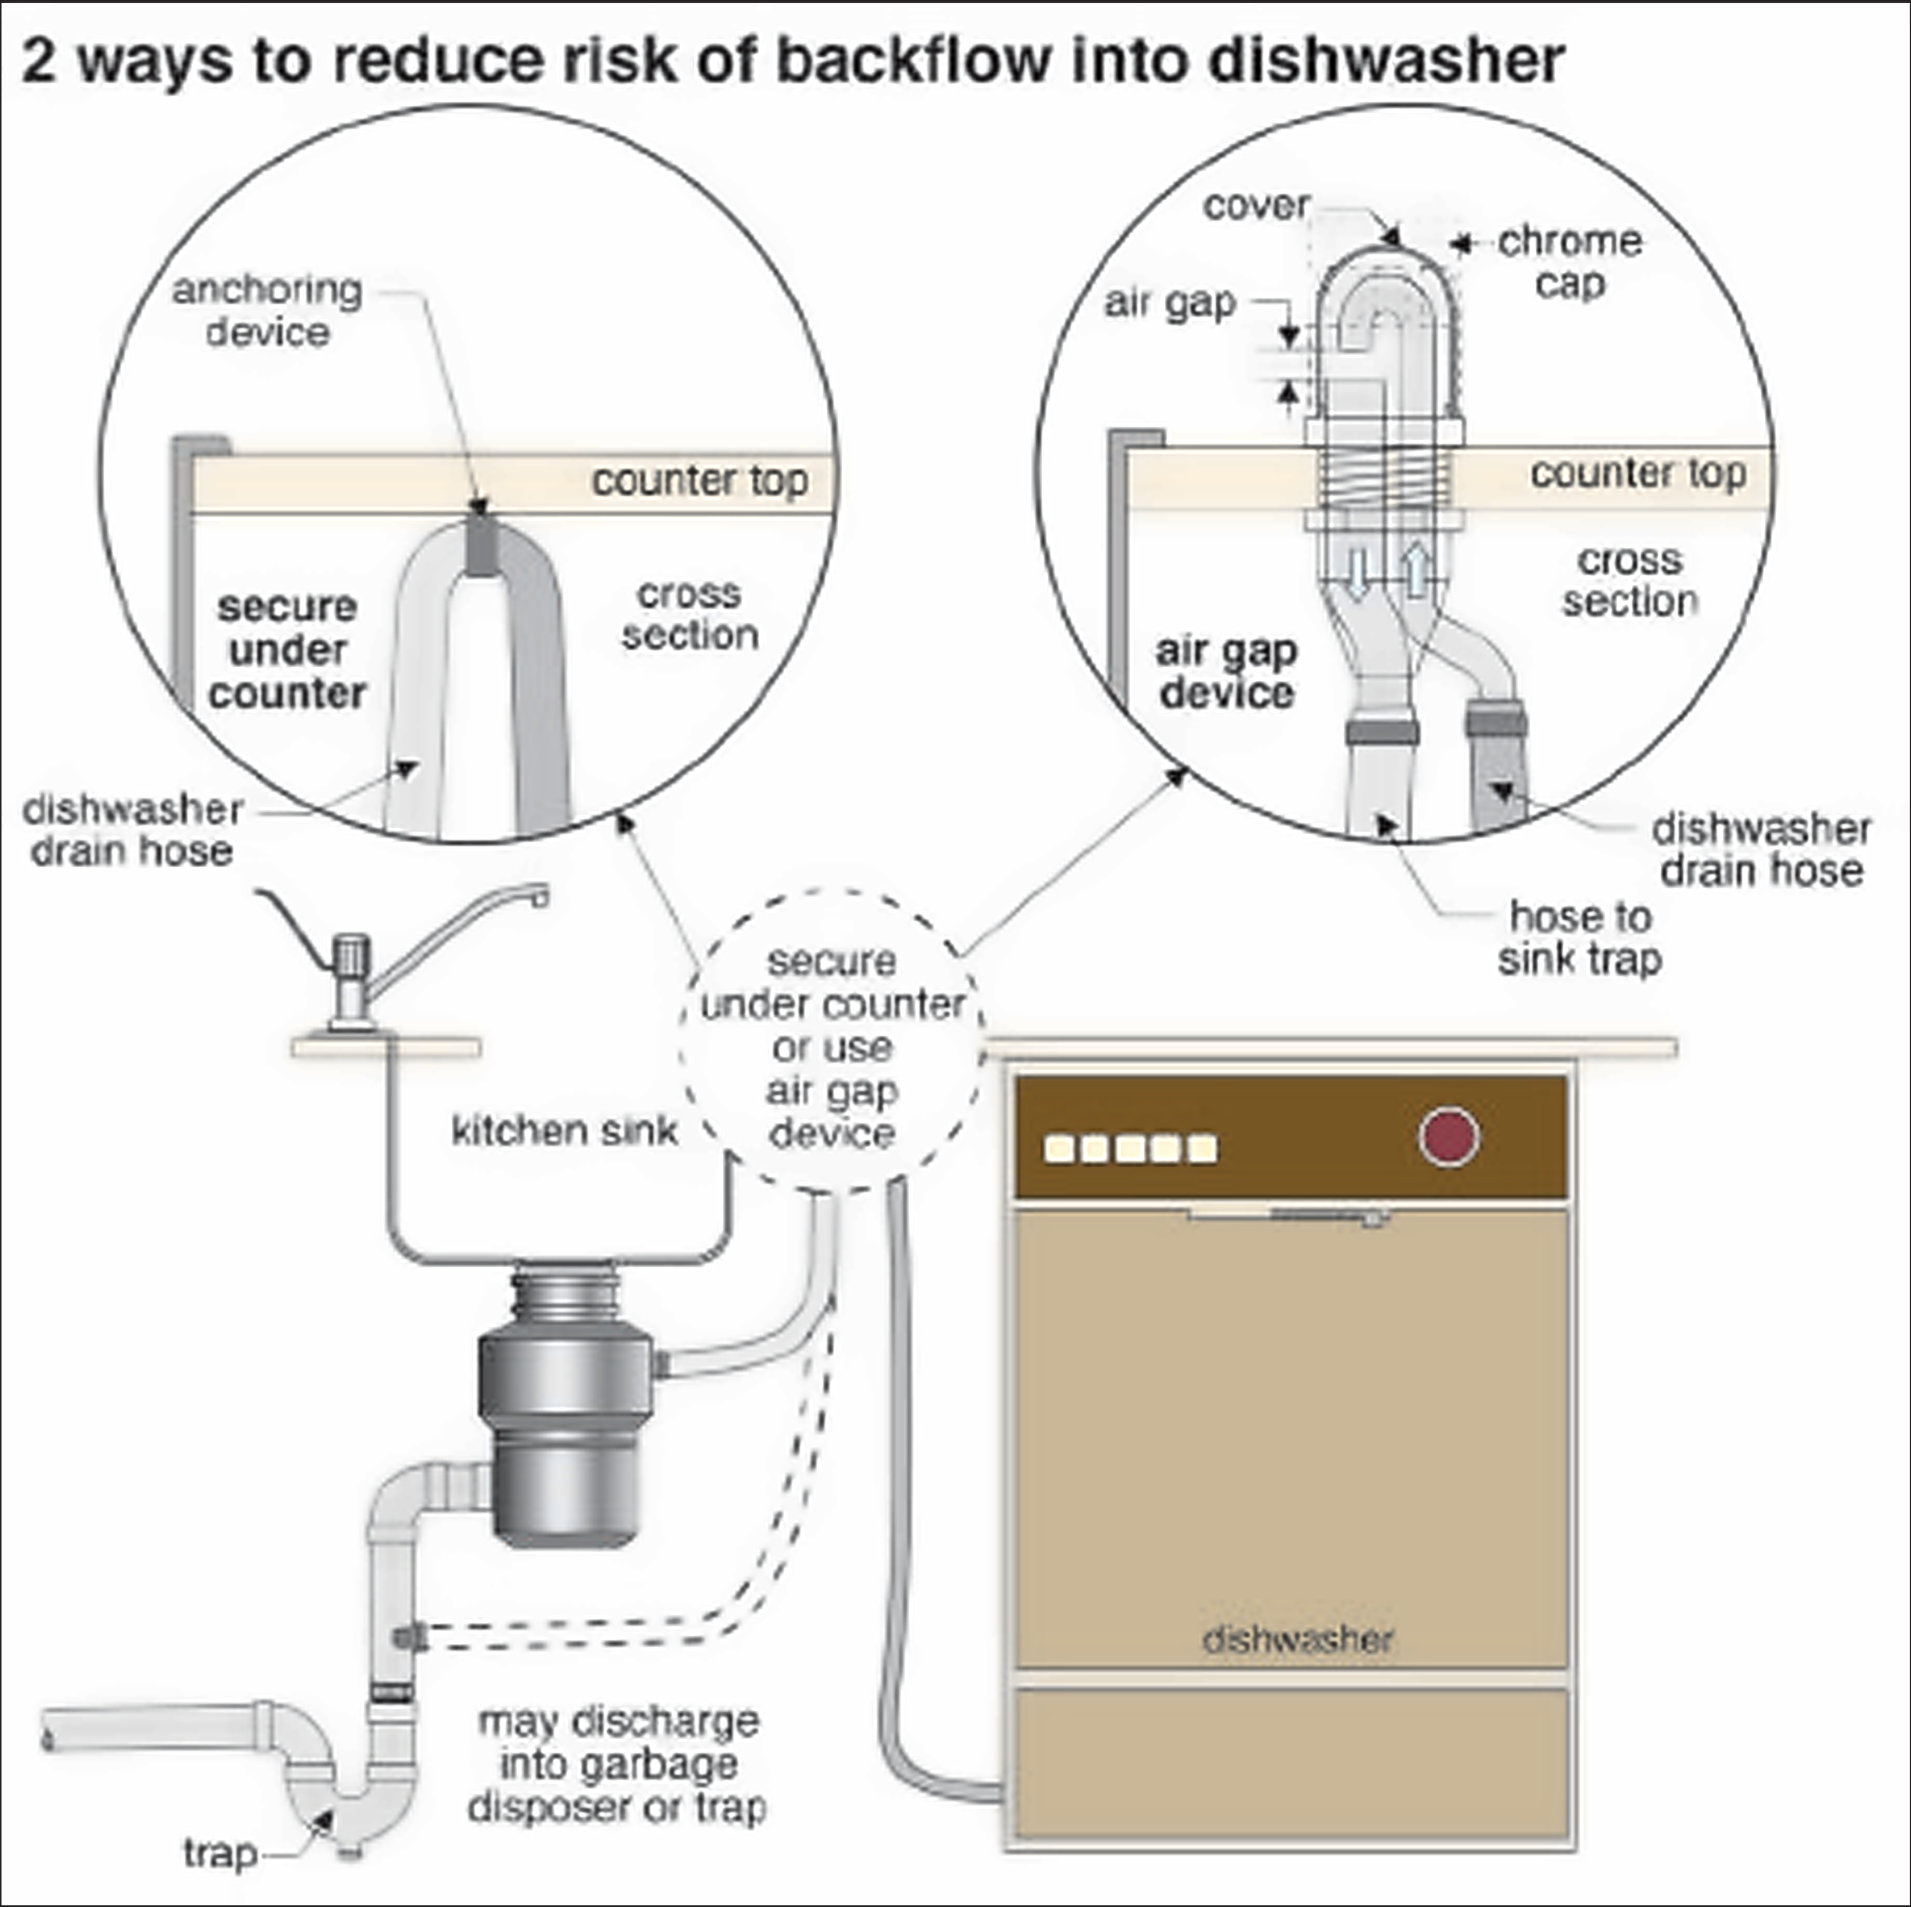 2 ways to reduce risk of backflow into dishwasher
anchoring
device
counter top
secure
under
counter
cross
section
dishwasher
drain hose
cover
chrome
cap
air gap
counter top
cross
section
air gap
device
dishwasher
drain hose
hose to
sink trap
secure
under counter
or use
air gap
device
kitchen sink
dishwasher
may discharge
into garbage
disposer or trap
trap